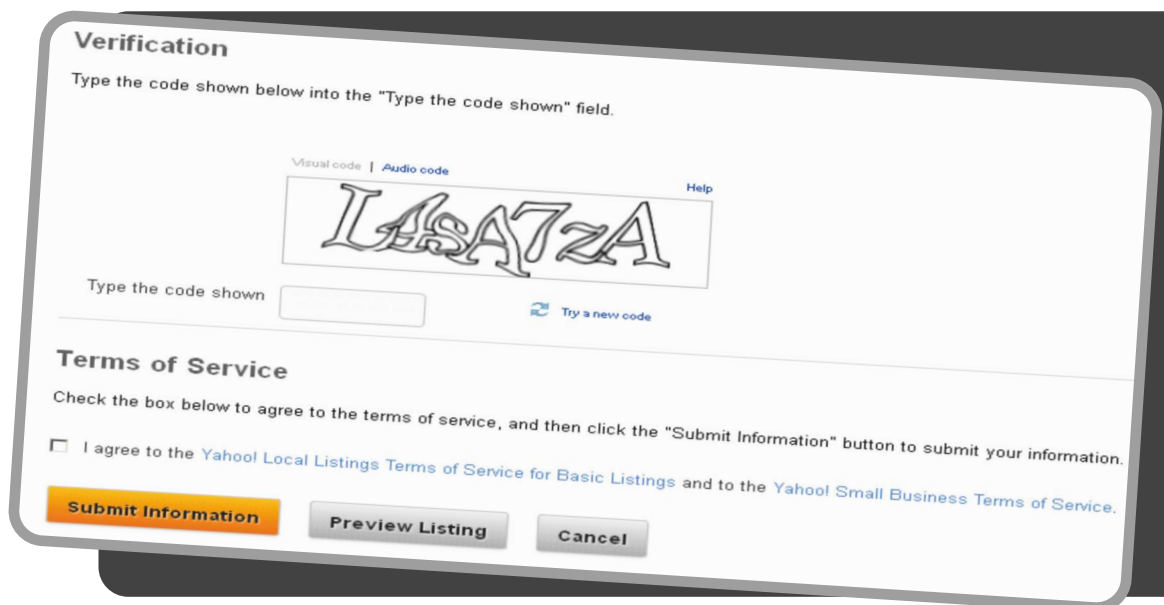 Verification
Type the code shown below into the "Type the code shown" field.
Visual code | Audio code
Help
Type the code shown
Try a new code
Terms of Service
Check the box below to agree to the terms of service, and then click the "Submit Information" button to submit your information.
I agree to the Yahoo! Local Listings Terms of Service for Basic Listings and to the Yahoo! Small Business Terms of Service.
Submit Information
Preview Listing
Cancel